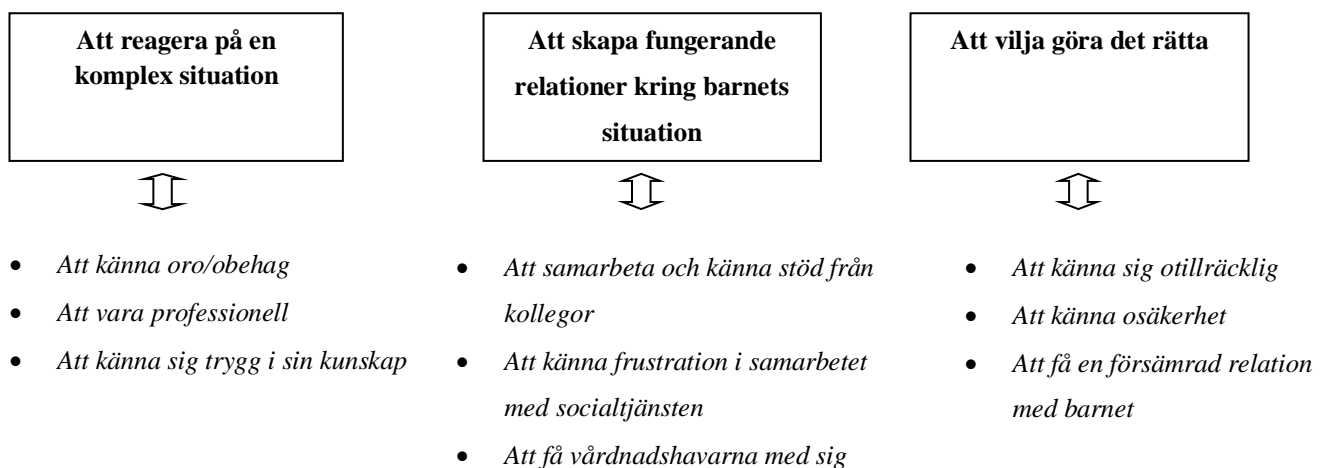 Att reagera på en
komplex situation
Att känna oro/obehag
Att vara professionell
Att känna sig trygg i sin kunskap
Att skapa fungerande
relationer kring barnets
situation
Att samarbeta och känna stöd från
kollegor
Att känna frustration i samarbetet
med socialtjänsten
Att få vårdnadshavarna med sig
Att vilja göra det rätta
Att känna sig otillräcklig
Att känna osäkerhet
Att få en försämrad relation
med barnet